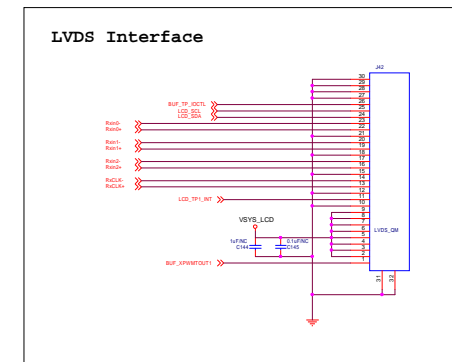 LVDS Interface
J42
30
29
28
27
BUF_TP_IOCTL 26
LCD_SCL 25
LCD_SDA 24
Rxin0- 23
Rxin0+ 22
21
Rxin1- 20
Rxin1+ 19
18
Rxin2- 17
Rxin2+ 16
15
RxCLK- 14
RxCLK+ 13
12
LCD_TP1_INT 11
10
9
8
VSYS_LCD 7
6
LVDS_QM
1uF/NC 0.1uF/NC 5
4
C144 C145 3
2
BUF_XPWMTOUT1 1
31 32